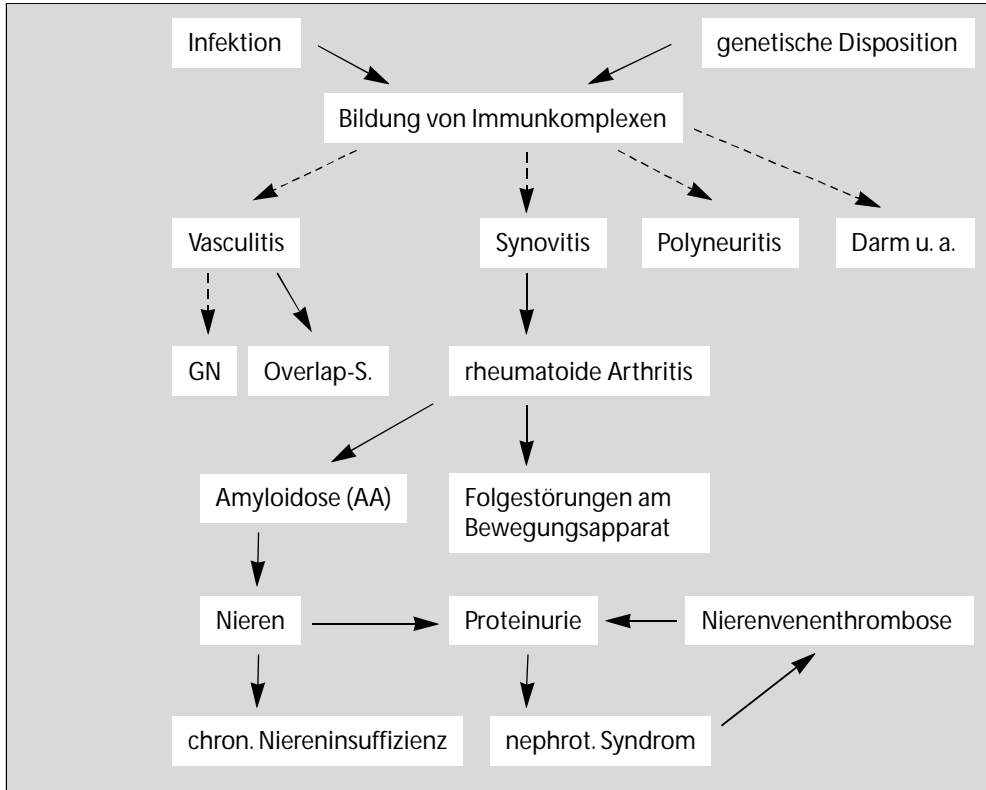 Infektion
genetische Disposition
Bildung von Immunkomplexen
Vasculitis
Synovitis
Polyneuritis
Darm u. a.
GN
Overlap-S.
rheumatoide Arthritis
Amyloidose (AA)
Folgestörungen am
Bewegungsapparat
Nieren
Proteinurie
Nierenvenenthrombose
chron. Niereninsuffizienz
nephrot. Syndrom